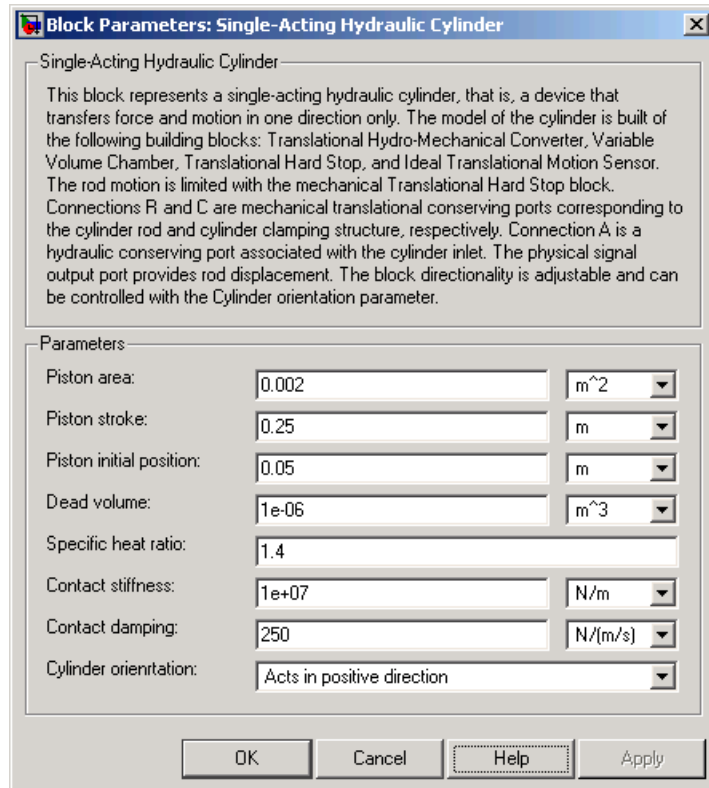 Block Parameters: Single-Acting Hydraulic Cylinder
Single-Acting Hydraulic Cylinder
This block represents a single-acting hydraulic cylinder, that is, a device that
transfers force and motion in one direction only. The model of the cylinder is built of
the following building blocks: Translational Hydro-Mechanical Converter, Variable
Volume Chamber, Translational Hard Stop, and Ideal Translational Motion Sensor.
The rod motion is limited with the mechanical Translational Hard Stop block.
Connections R and C are mechanical translational conserving ports corresponding to
the cylinder rod and cylinder clamping structure, respectively. Connection A is a
hydraulic conserving port associated with the cylinder inlet. The physical signal
output port provides rod displacement. The block directionality is adjustable and can
be controlled with the Cylinder orientation parameter.
Parameters
Piston area: 0.002 m^2
Piston stroke: 0.25 m
Piston initial position: 0.05 m
Dead volume: 1e-06 m^3
Specific heat ratio: 1.4
Contact stiffness: 1e+07 N/m
Contact damping: 250 N/(m/s)
Cylinder orienrtation: Acts in positive direction
OK Cancel Help Apply